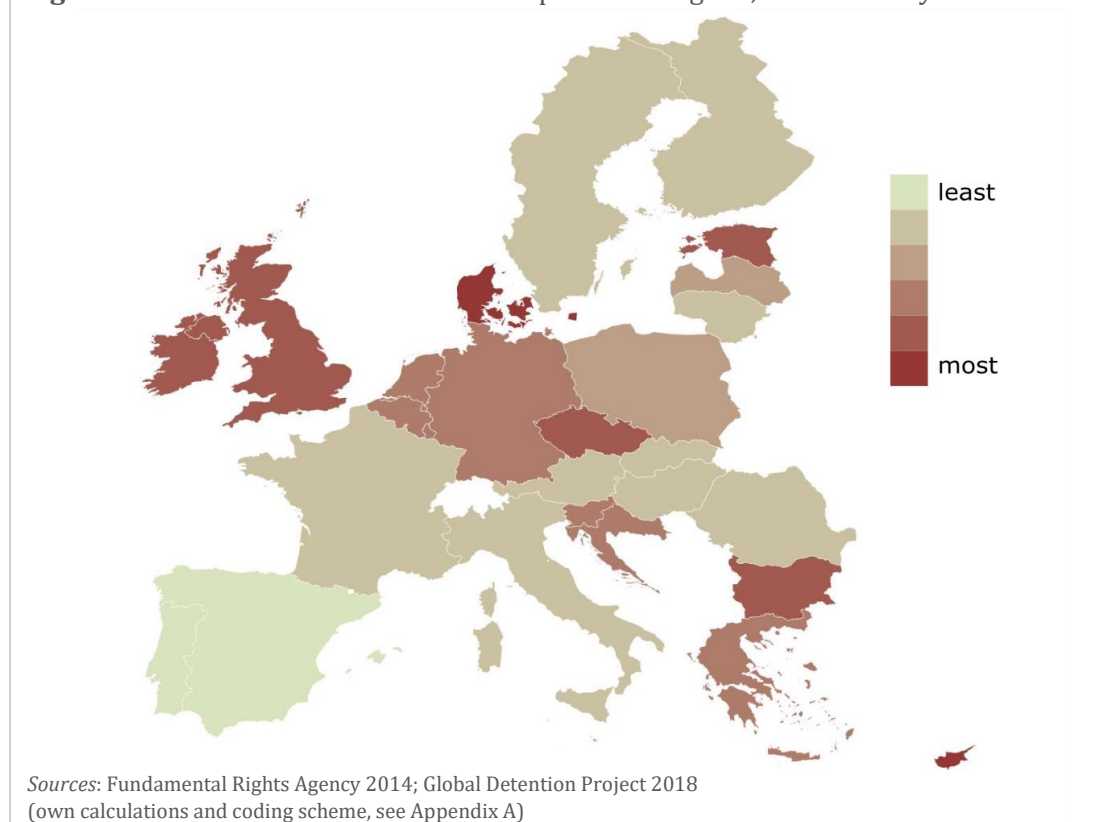 least
most
Sources: Fundamental Rights Agency 2014; Global Detention Project 2018
(own calculations and coding scheme, see Appendix A)